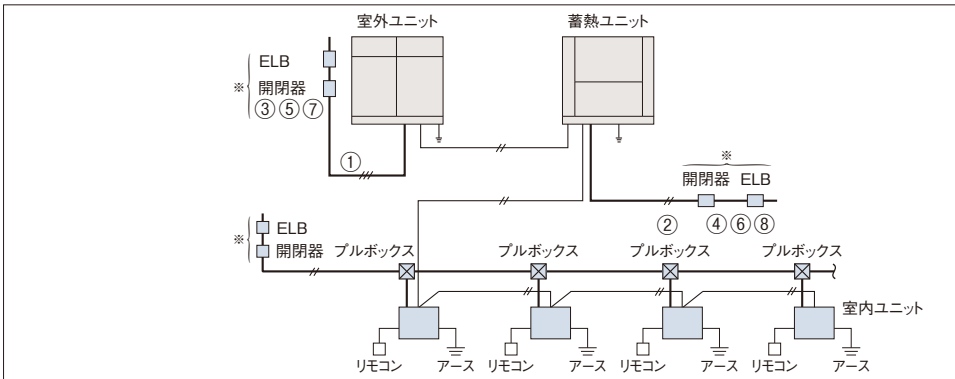 室外ユニット
蓄熱ユニット
ELB
※
開閉器
③⑤⑦
①
※
開閉器 ELB
② ④⑥⑧
ELB
※
開閉器
プルボックス
プルボックス
プルボックス
プルボックス
室内ユニット
リモコン アース
リモコン アース
リモコン アース
リモコン アース